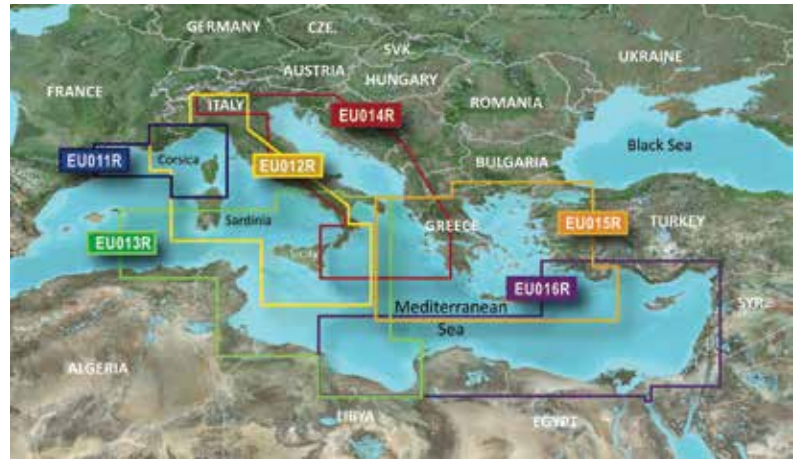 GERMANY
CZE.
SVK.
UKRAINE
AUSTRIA
HUNGARY
FRANCE
ITALY
EU014R
ROMANIA
Black Sea
EU011R
Corsica
EU012R
BULGARIA
Sardinia
GREECE
EU015R
TURKEY
EU013R
EU016R
Mediterranean
Sea
SYR.
ALGERIA
LIBYA
EGYPT